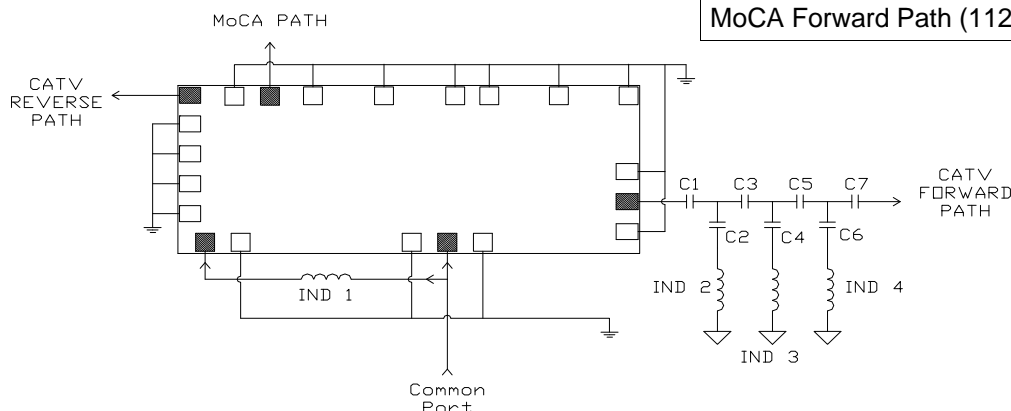 MoCA PATH
MoCA Forward Path (112
CATV
REVERSE
PATH
C1
C3
C5
C7
CATV
FORWARD
PATH
C2
C4
C6
IND 1
IND 2
IND 4
IND 3
Common
Port